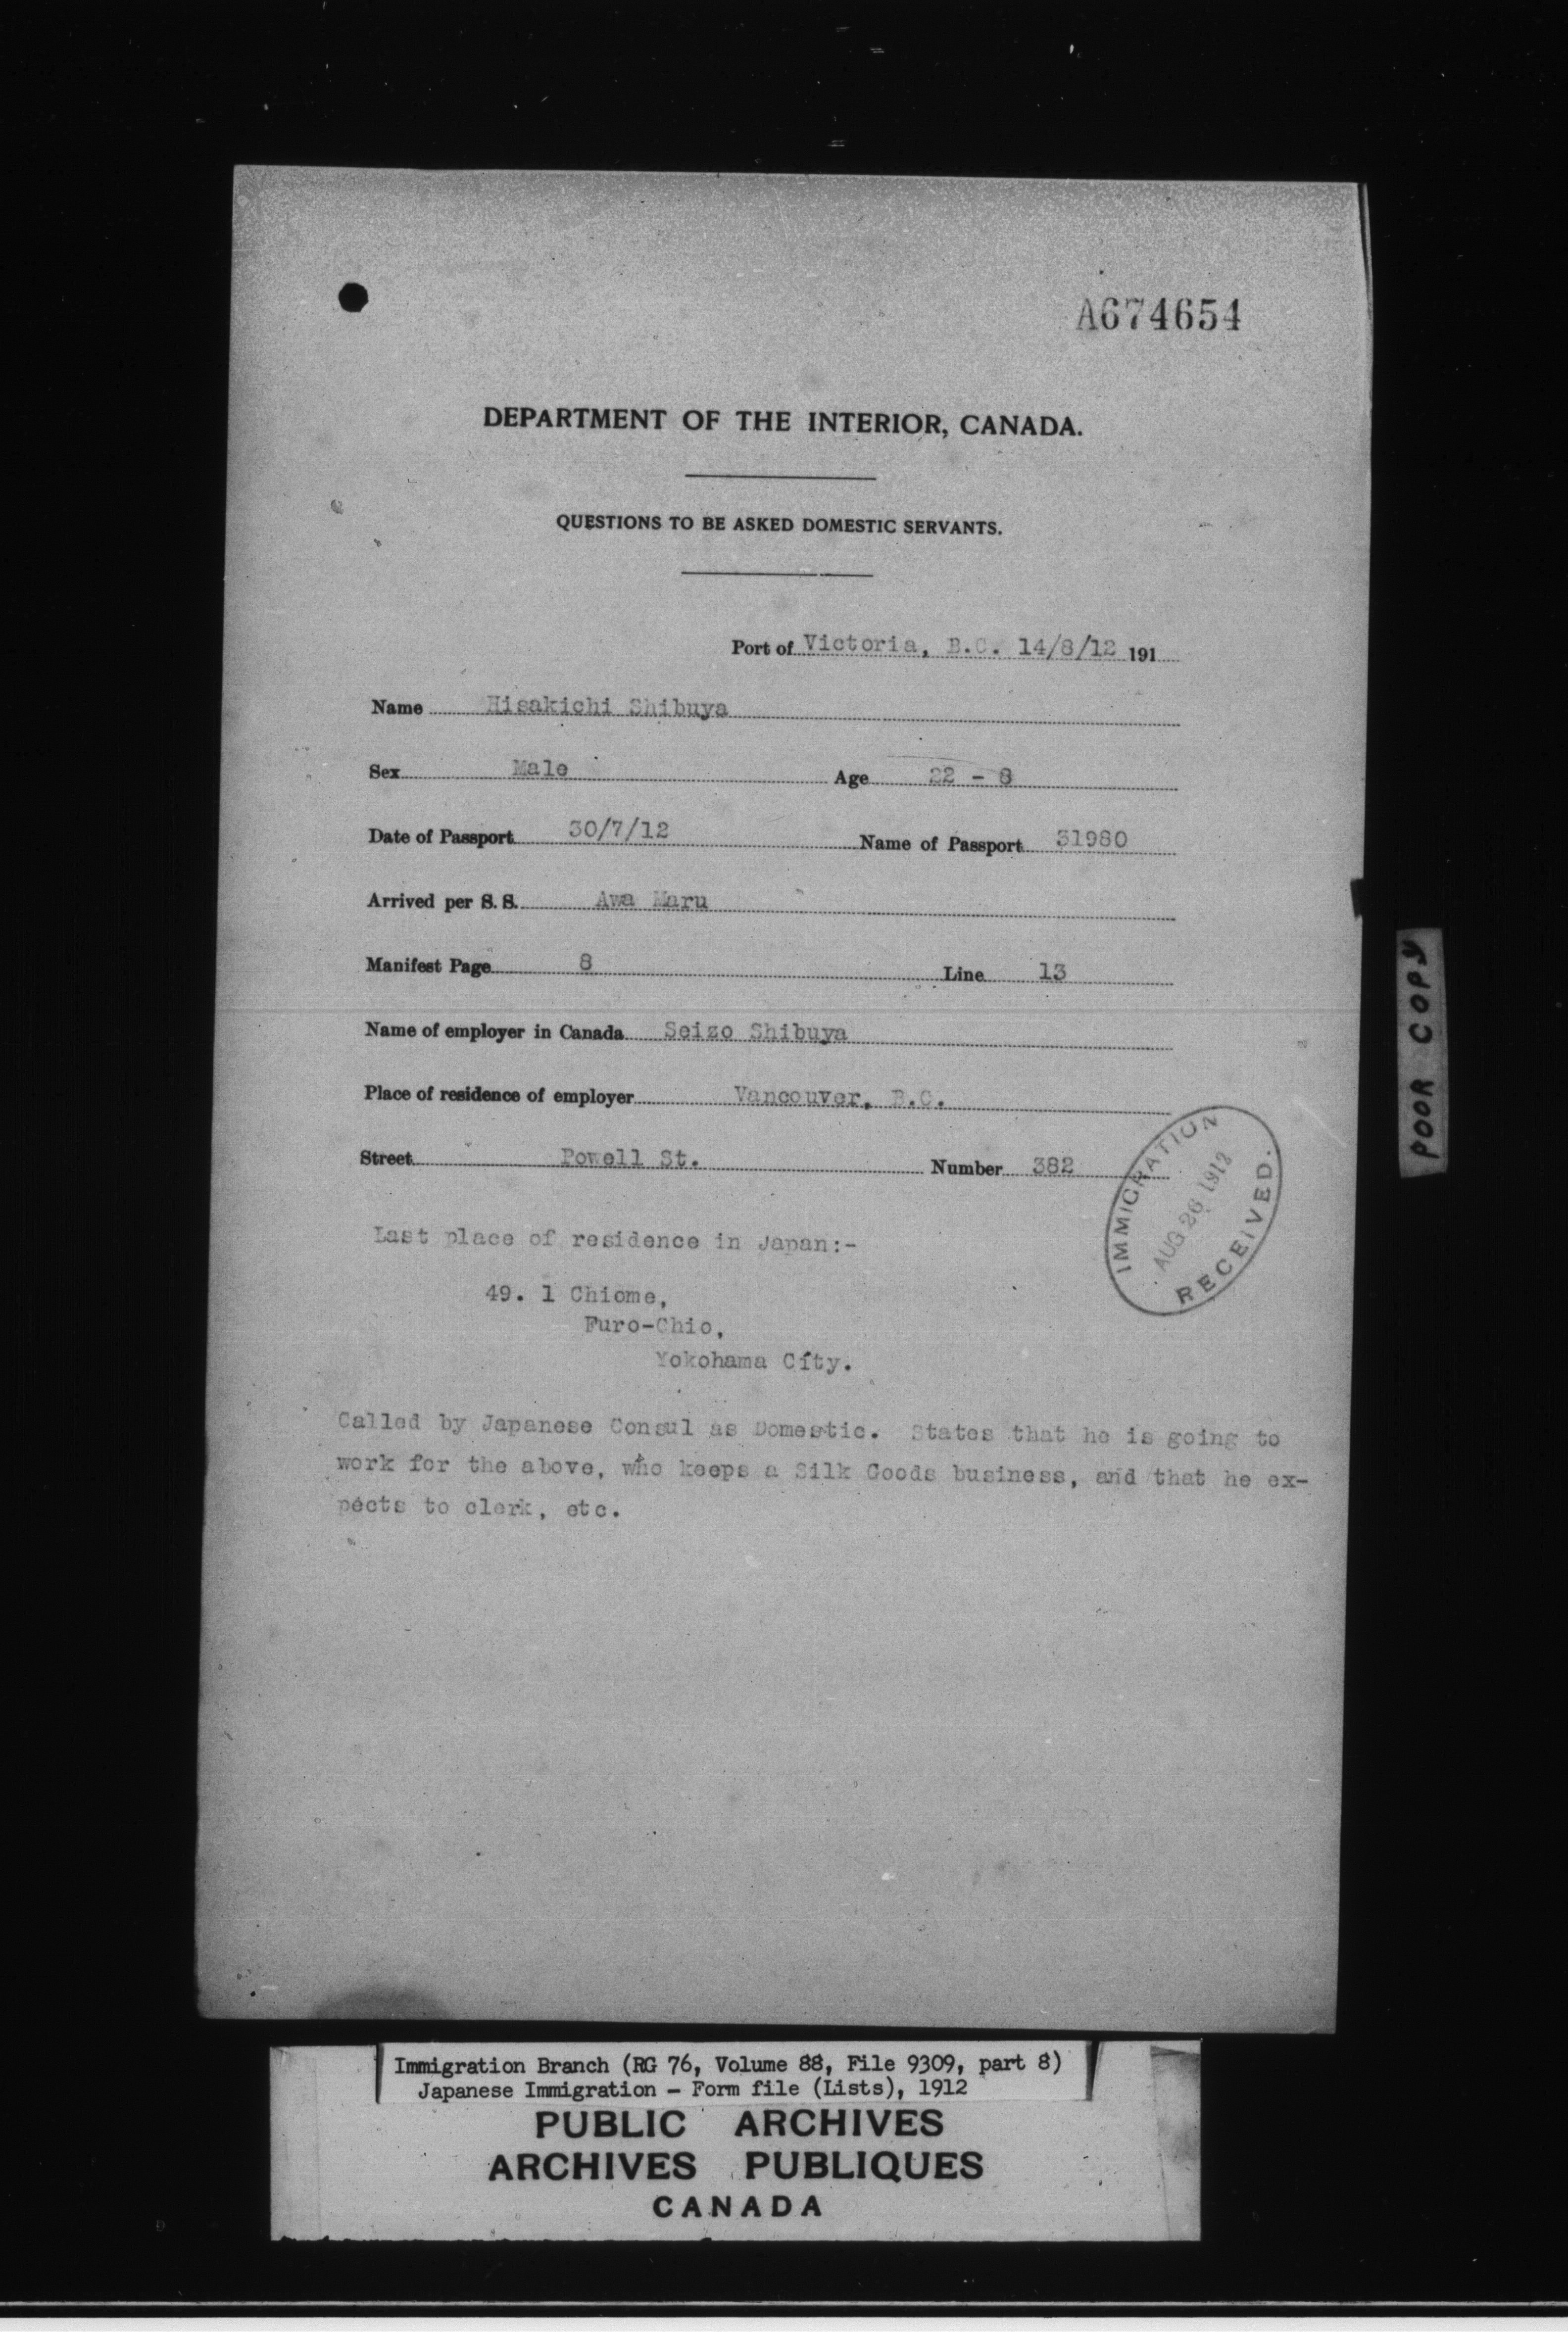 A674654
DEPARTMENT OF THE INTERIOR, CANADA.
QUESTIONS TO BE ASKED DOMESTIC SERVANTS.
Port of Victoria, B.C. 14/8/12 191
Name Hisakichi Shibuya
Sex Male Age 22 - 8
Date of Passport 30/7/12 Name of Passport 31980
Arrived per S. S. Awa Maru
Manifest Page 8 Line 13
Name of employer in Canada Seizo Shibuya
Place of residence of employer Vancouver, B.C.
Street Powell St. Number 382
IMMIGRATION
AUG 26 1912
RECEIVED.
Last place of residence in Japan:-
49. 1 Chiome,
Furo-Chio,
Yokohama City.
Called by Japanese Consul as Domestic. States that he is going to
work for the above, who keeps a Silk Goods business, and that he ex-
pects to clerk, etc.
POOR COPY
Immigration Branch (RG 76, Volume 88, File 9309, part 8)
Japanese Immigration - Form file (Lists), 1912
PUBLIC ARCHIVES
ARCHIVES PUBLIQUES
CANADA